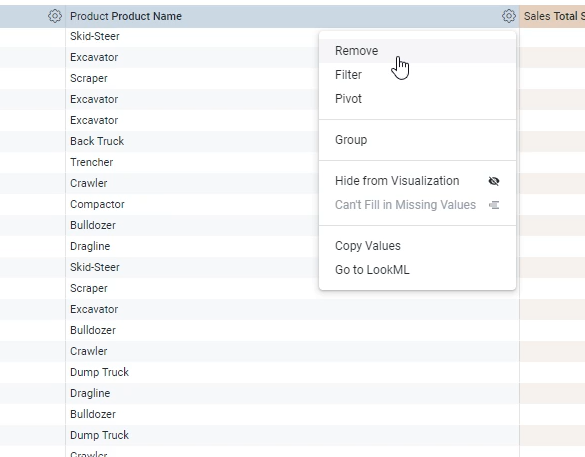 Product Product Name
Sales Total S
Skid-Steer
Excavator
Scraper
Excavator
Excavator
Back Truck
Trencher
Crawler
Compactor
Bulldozer
Dragline
Skid-Steer
Scraper
Excavator
Bulldozer
Crawler
Dump Truck
Dragline
Bulldozer
Dump Truck
Crawler
Remove
Filter
Pivot
Group
Hide from Visualization
Can't Fill in Missing Values
Copy Values
Go to LookML